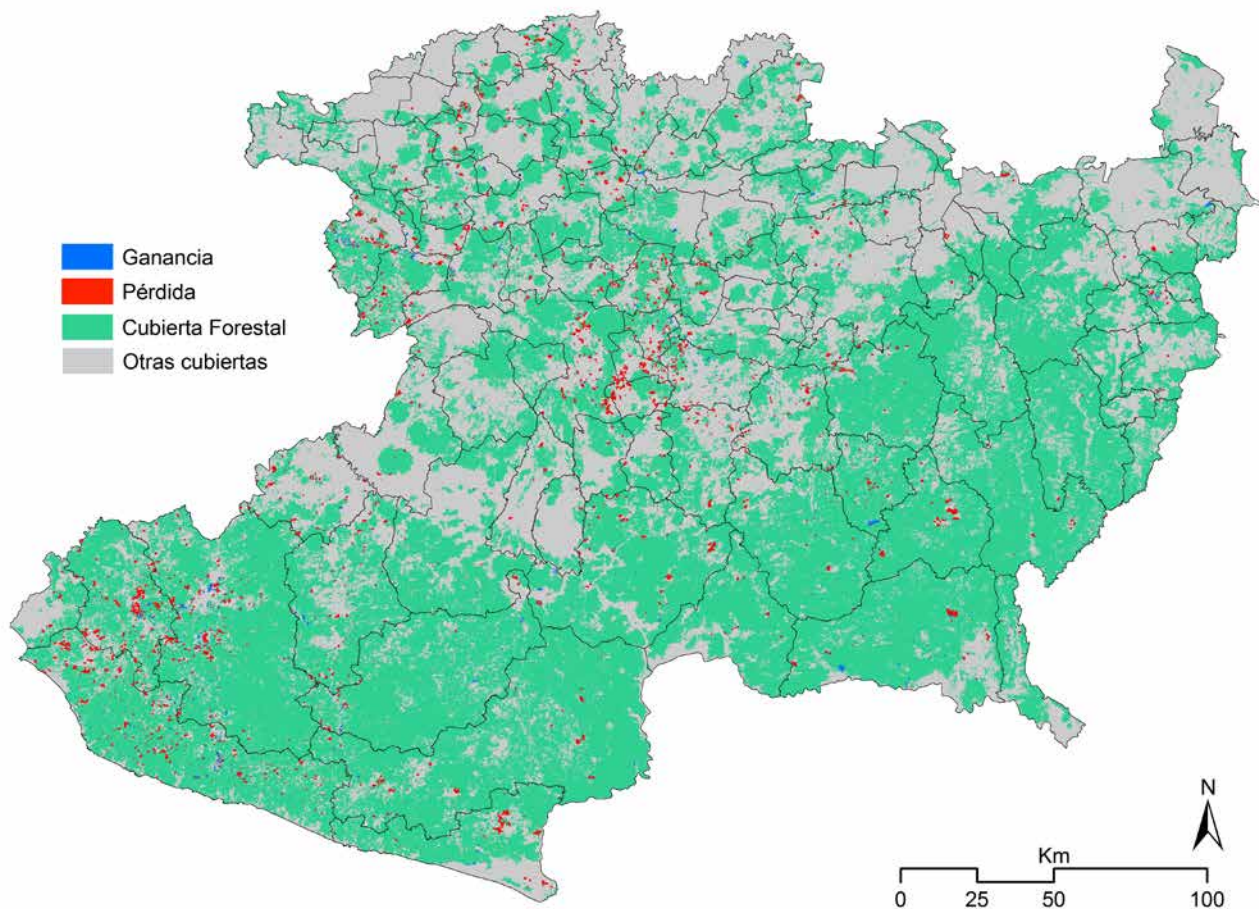 Ganancia
Pérdida
Cubierta Forestal
Otras cubiertas
N
Km
0 25 50 100